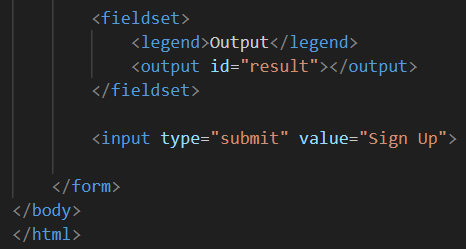 <fieldset>
<legend>Output</legend>
<output id="result"></output>
</fieldset>
<input type="submit" value="Sign Up">
</form>
</body>
</html>